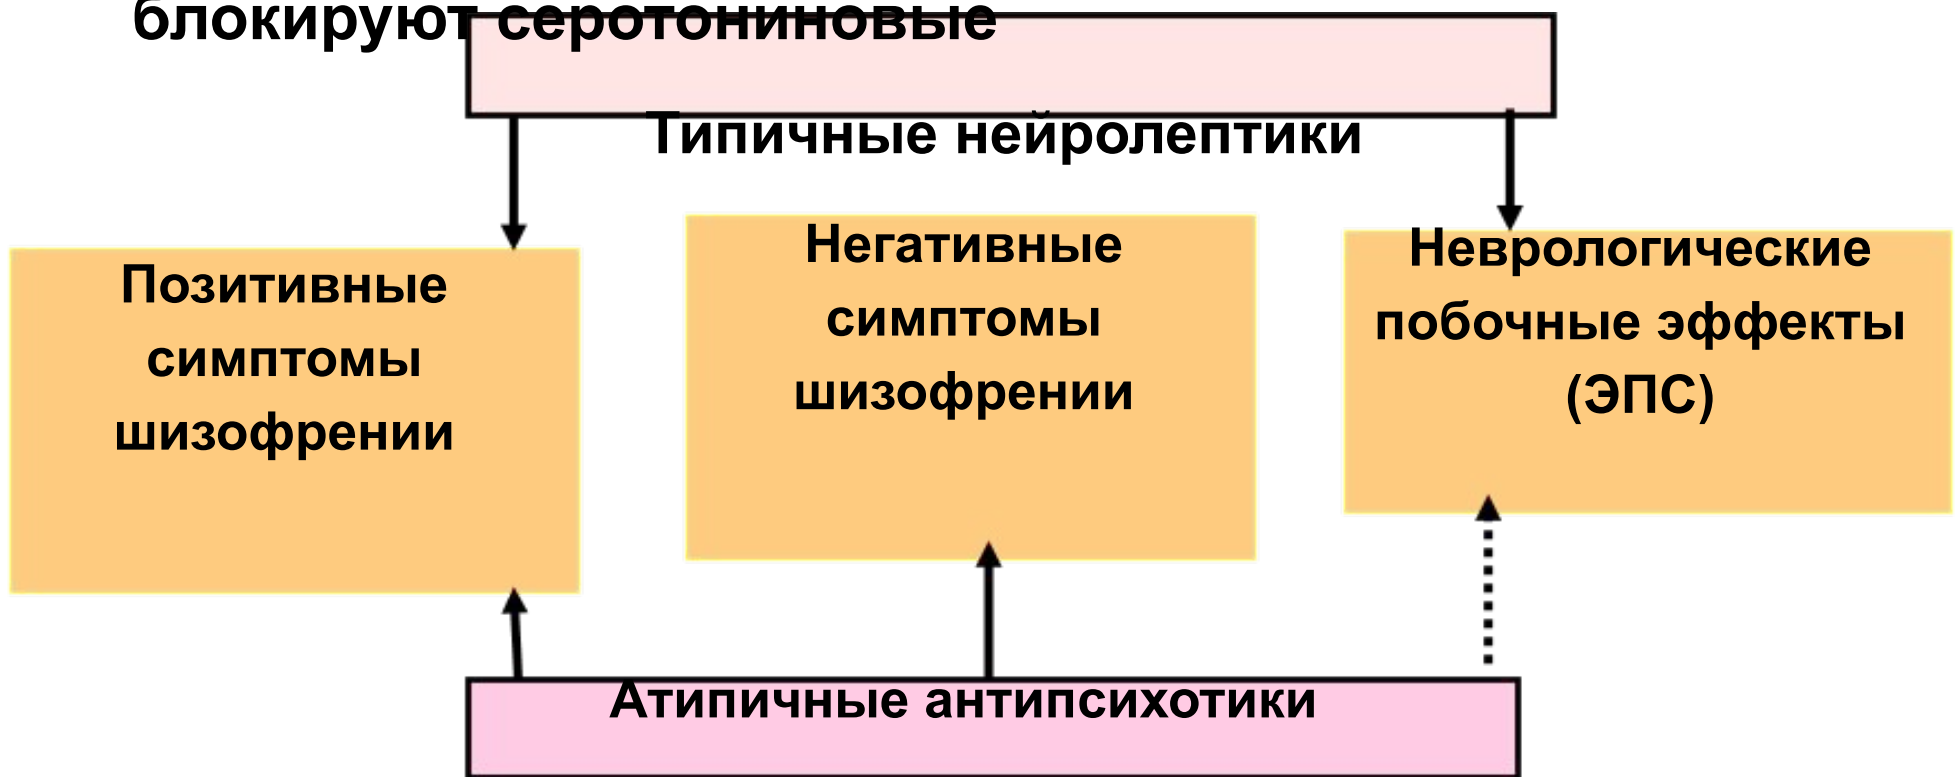 блокируют серотониновые
Типичные нейролептики
Позитивные
симптомы
шизофрении
Негативные
симптомы
шизофрении
Неврологические
побочные эффекты
(ЭПС)
Атипичные антипсихотики